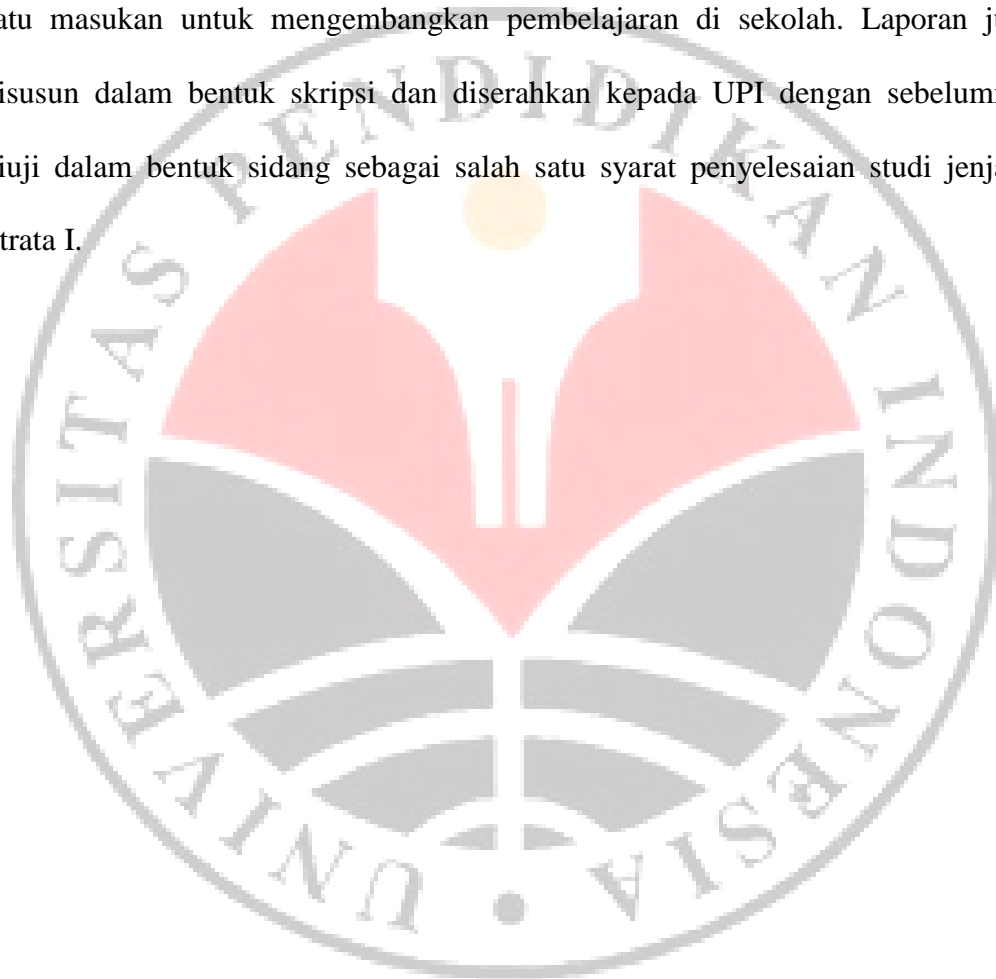 atu masukan untuk mengembangkan pembelajaran di sekolah. Laporan ju
isusun dalam bentuk skripsi dan diserahkan kepada UPI dengan sebelum
iuji dalam bentuk sidang sebagai salah satu syarat penyelesaian studi jenja
trata I.
UNIVERSITAS PENDIDIKAN INDONESIA